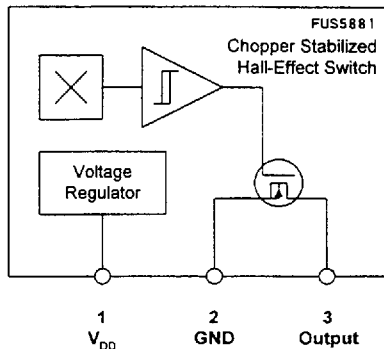 FUS5881
Chopper Stabilized
Hall-Effect Switch
Voltage
Regulator
1 2 3
VDD GND Output